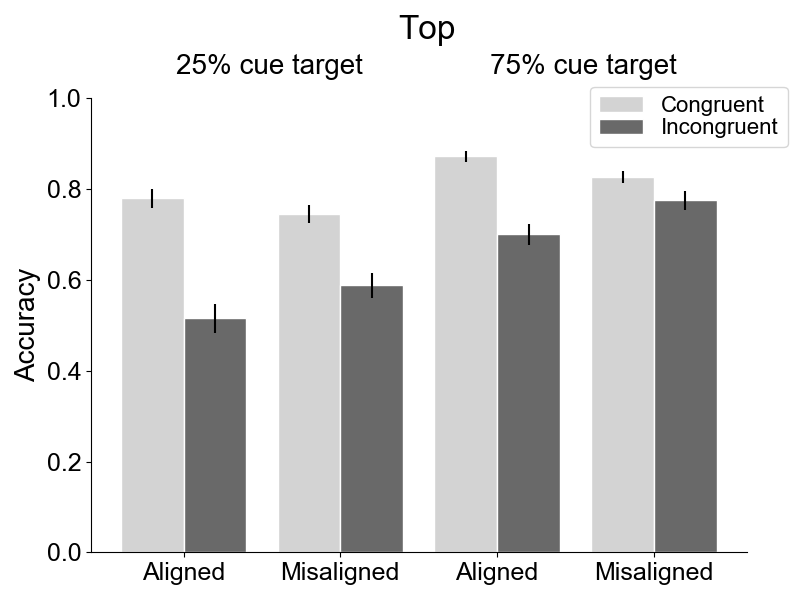 Top
25% cue target 75% cue target
Congruent
Incongruent
1.0
0.8
0.6
0.4
0.2
0.0
Accuracy
Aligned Misaligned Aligned Misaligned